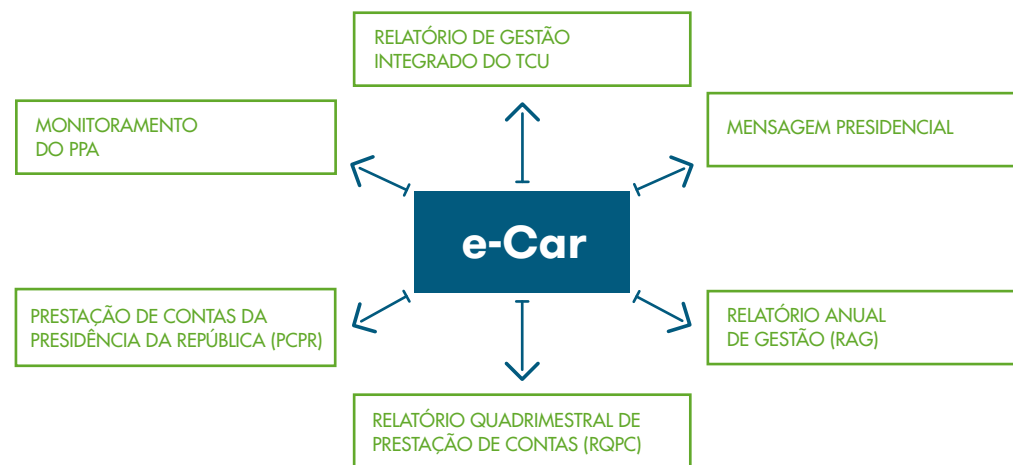 RELATÓRIO DE GESTÃO
INTEGRADO DO TCU
MONITORAMENTO
DO PPA
MENSAGEM PRESIDENCIAL
e-Car
PRESTAÇÃO DE CONTAS DA
PRESIDÊNCIA DA REPÚBLICA (PCPR)
RELATÓRIO ANUAL
DE GESTÃO (RAG)
RELATÓRIO QUADRIMESTRAL DE
PRESTAÇÃO DE CONTAS (RQPC)